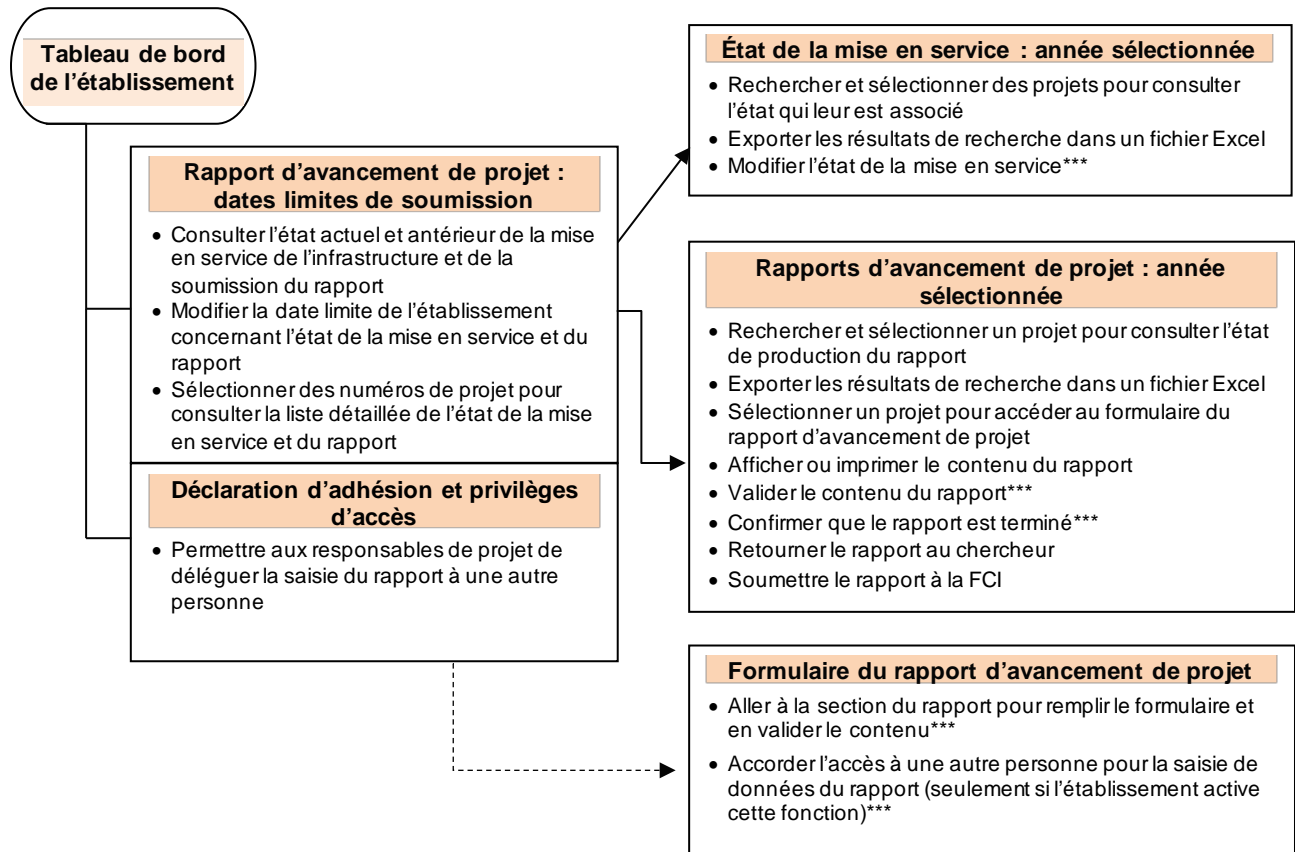 Tableau de bord
de l’établissement
Rapport d’avancement de projet :
dates limites de soumission
• Consulter l’état actuel et antérieur de la mise
en service de l’infrastructure et de la
soumission du rapport
• Modifier la date limite de l’établissement
concernant l’état de la mise en service et du
rapport
• Sélectionner des numéros de projet pour
consulter la liste détaillée de l’état de la mise
en service et du rapport
Déclaration d’adhésion et privilèges
d’accès
• Permettre aux responsables de projet de
déléguer la saisie du rapport à une autre
personne
État de la mise en service : année sélectionnée
• Rechercher et sélectionner des projets pour consulter
l’état qui leur est associé
• Exporter les résultats de recherche dans un fichier Excel
• Modifier l’état de la mise en service***
Rapports d’avancement de projet : année
sélectionnée
• Rechercher et sélectionner un projet pour consulter l’état
de production du rapport
• Exporter les résultats de recherche dans un fichier Excel
• Sélectionner un projet pour accéder au formulaire du
rapport d’avancement de projet
• Afficher ou imprimer le contenu du rapport
• Valider le contenu du rapport***
• Confirmer que le rapport est terminé***
• Retourner le rapport au chercheur
• Soumettre le rapport à la FCI
Formulaire du rapport d’avancement de projet
• Aller à la section du rapport pour remplir le formulaire et
en valider le contenu***
• Accorder l’accès à une autre personne pour la saisie de
données du rapport (seulement si l’établissement active
cette fonction)***